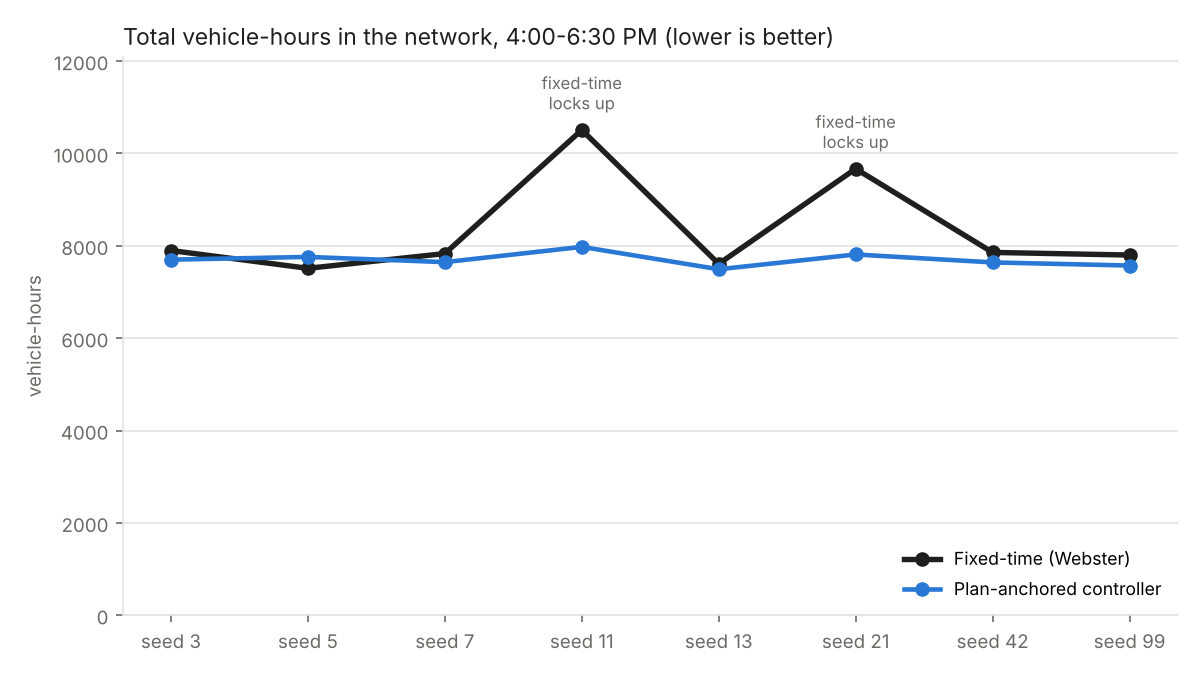 Total vehicle-hours in the network, 4:00-6:30 PM (lower is better)
12000
10000
8000
6000
4000
2000
0
vehicle-hours
fixed-time
locks up
fixed-time
locks up
Fixed-time (Webster)
Plan-anchored controller
seed 3
seed 5
seed 7
seed 11
seed 13
seed 21
seed 42
seed 99